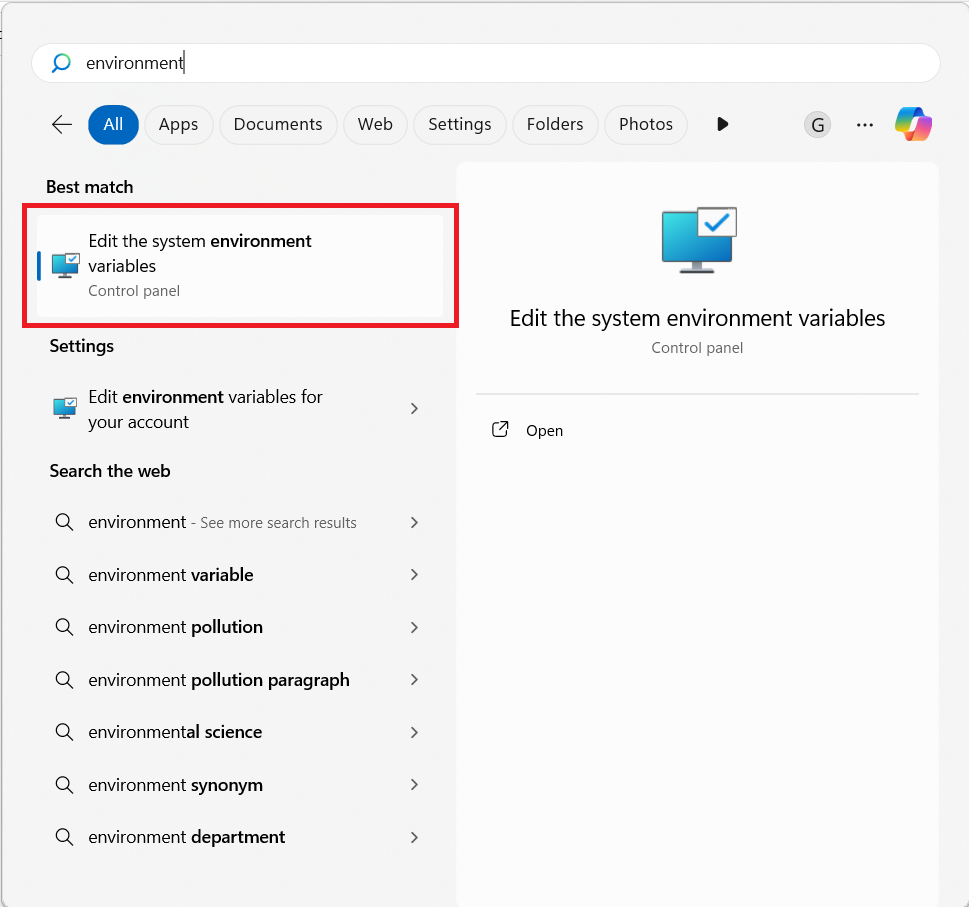 environment
All
Apps
Documents
Web
Settings
Folders
Photos
G
Best match
Edit the system environment
variables
Control panel
Settings
Edit environment variables for
your account
Search the web
environment - See more search results
environment variable
environment pollution
environment pollution paragraph
environmental science
environment synonym
environment department
Edit the system environment variables
Control panel
Open